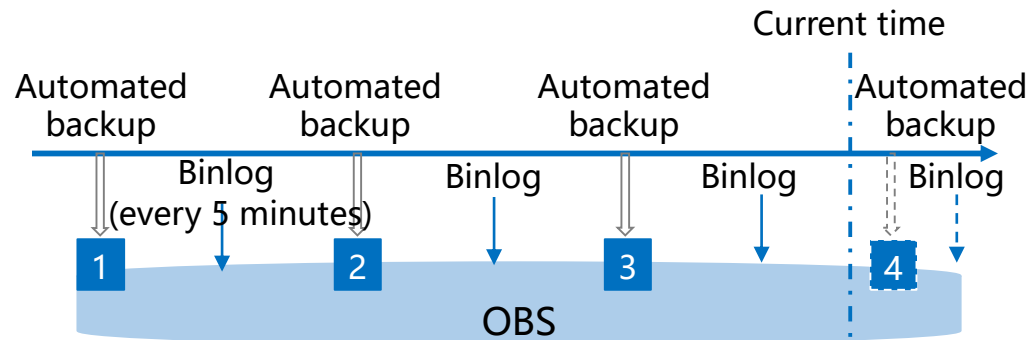 Current time
Automated
backup
Automated
backup
Automated
backup
Automated
backup
Binlog
(every 5 minutes)
Binlog
Binlog
Binlog
1
2
3
4
OBS